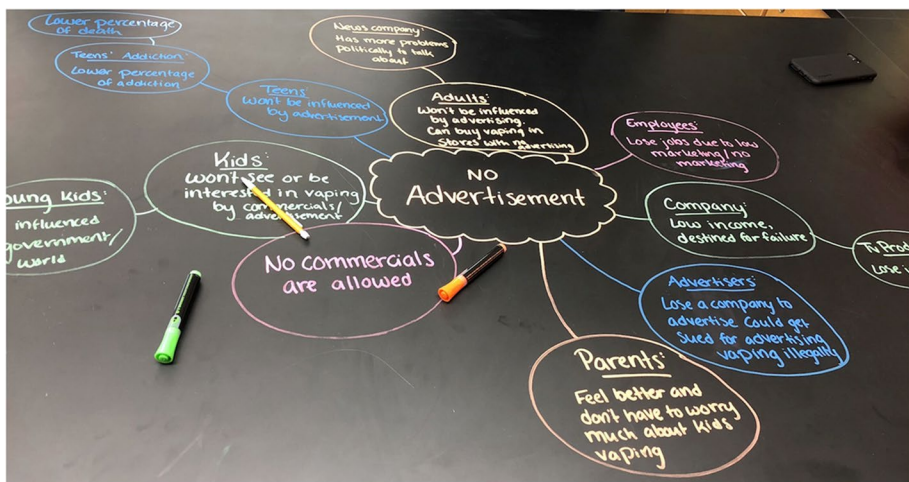 Lower percentage
of death
Teens' Addiction:
Lower percentage
of addiction
Teens:
Won't be influenced
by advertisement
News company:
Has more problems
politically to talk
about
Adults:
Won't be influenced
by advertising.
Can buy vaping in
stores with no advertising
Employees:
Lose jobs due to low
marketing/no
marketing
Kids:
Won't see or be
interested in vaping
by commercials/
advertisement
NO
Advertisement
Company:
Low income,
destined for failure
oung Kids:
influenced
government/
world
No commercials
are allowed
Tv Prod
Lose i
Advertisers:
Lose a company to
advertise Could get
sued for advertising
vaping illegally
Parents:
Feel better and
don't have to worry
much about kids
vaping